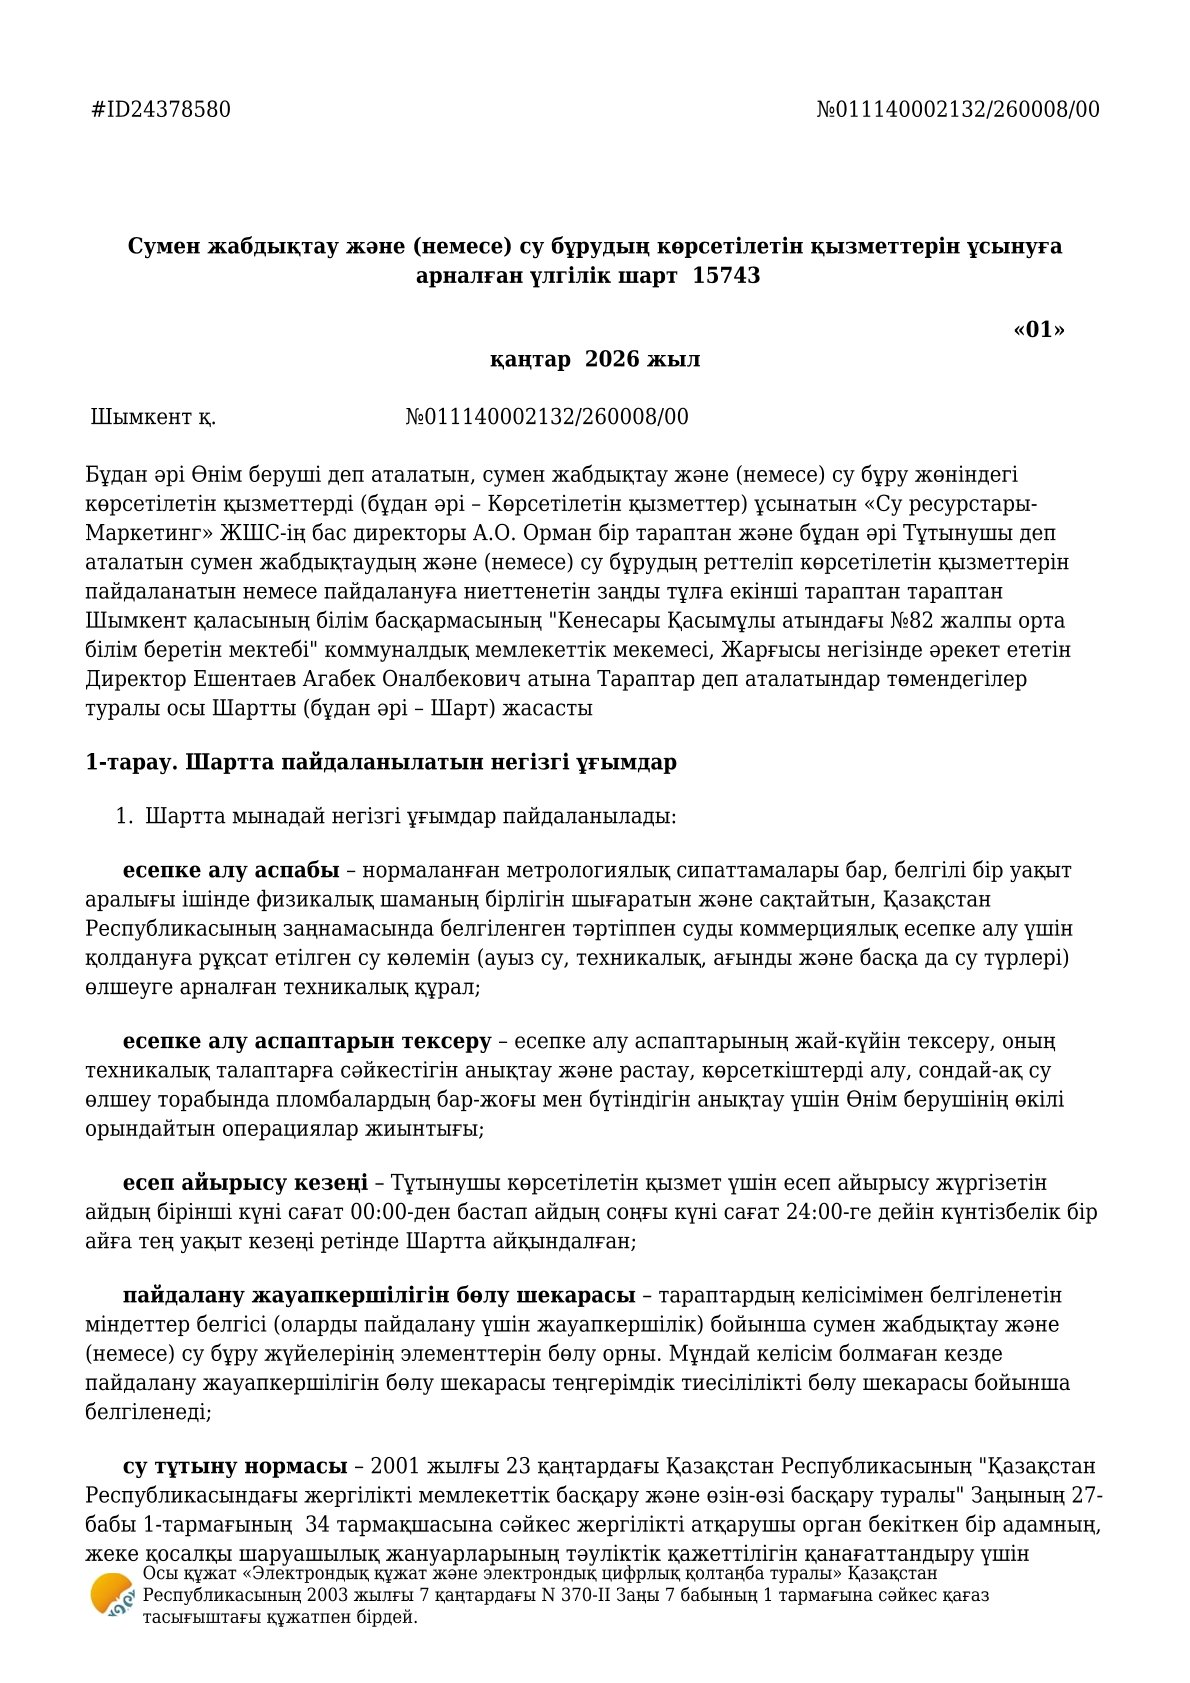 #ID24378580 №011140002132/260008/00
Сумен жабдықтау және (немесе) су бұрудың көрсетілетін қызметтерін ұсынуға
арналған үлгілік шарт  15743
«01»
қаңтар  2026 жыл
Шымкент қ. №011140002132/260008/00
Бұдан әрі Өнім беруші деп аталатын, сумен жабдықтау және (немесе) су бұру жөніндегі
көрсетілетін қызметтерді (бұдан әрі – Көрсетілетін қызметтер) ұсынатын «Су ресурстары-
Маркетинг» ЖШС-ің бас директоры А.О. Орман бір тараптан және бұдан әрі Тұтынушы деп
аталатын сумен жабдықтаудың және (немесе) су бұрудың реттеліп көрсетілетін қызметтерін
пайдаланатын немесе пайдалануға ниеттенетін заңды тұлға екінші тараптан тараптан
Шымкент қаласының білім басқармасының "Кенесары Қасымұлы атындағы №82 жалпы орта
білім беретін мектебі" коммуналдық мемлекеттік мекемесі, Жарғысы негізінде әрекет ететін
Директор Ешентаев Агабек Оналбекович атына Тараптар деп аталатындар төмендегілер
туралы осы Шартты (бұдан әрі – Шарт) жасасты
1-тарау. Шартта пайдаланылатын негізгі ұғымдар
1. Шартта мынадай негізгі ұғымдар пайдаланылады:
есепке алу аспабы – нормаланған метрологиялық сипаттамалары бар, белгілі бір уақыт
аралығы ішінде физикалық шаманың бірлігін шығаратын және сақтайтын, Қазақстан
Республикасының заңнамасында белгіленген тәртіппен суды коммерциялық есепке алу үшін
қолдануға рұқсат етілген су көлемін (ауыз су, техникалық, ағынды және басқа да су түрлері)
өлшеуге арналған техникалық құрал;
есепке алу аспаптарын тексеру – есепке алу аспаптарының жай-күйін тексеру, оның
техникалық талаптарға сәйкестігін анықтау және растау, көрсеткіштерді алу, сондай-ақ су
өлшеу торабында пломбалардың бар-жоғы мен бүтіндігін анықтау үшін Өнім берушінің өкілі
орындайтын операциялар жиынтығы;
есеп айырысу кезеңі – Тұтынушы көрсетілетін қызмет үшін есеп айырысу жүргізетін
айдың бірінші күні сағат 00:00-ден бастап айдың соңғы күні сағат 24:00-ге дейін күнтізбелік бір
айға тең уақыт кезеңі ретінде Шартта айқындалған;
пайдалану жауапкершілігін бөлу шекарасы – тараптардың келісімімен белгіленетін
міндеттер белгісі (оларды пайдалану үшін жауапкершілік) бойынша сумен жабдықтау және
(немесе) су бұру жүйелерінің элементтерін бөлу орны. Мұндай келісім болмаған кезде
пайдалану жауапкершілігін бөлу шекарасы теңгерімдік тиесілілікті бөлу шекарасы бойынша
белгіленеді;
су тұтыну нормасы – 2001 жылғы 23 қаңтардағы Қазақстан Республикасының "Қазақстан
Республикасындағы жергілікті мемлекеттік басқару және өзін-өзі басқару туралы" Заңының 27-
бабы 1-тармағының  34 тармақшасына сәйкес жергілікті атқарушы орган бекіткен бір адамның,
жеке қосалқы шаруашылық жануарларының тәуліктік қажеттілігін қанағаттандыру үшін
Осы құжат «Электрондық құжат және электрондық цифрлық қолтаңба туралы» Қазақстан
Республикасының 2003 жылғы 7 қаңтардағы N 370-II Заңы 7 бабының 1 тармағына сәйкес қағаз
тасығыштағы құжатпен бірдей.